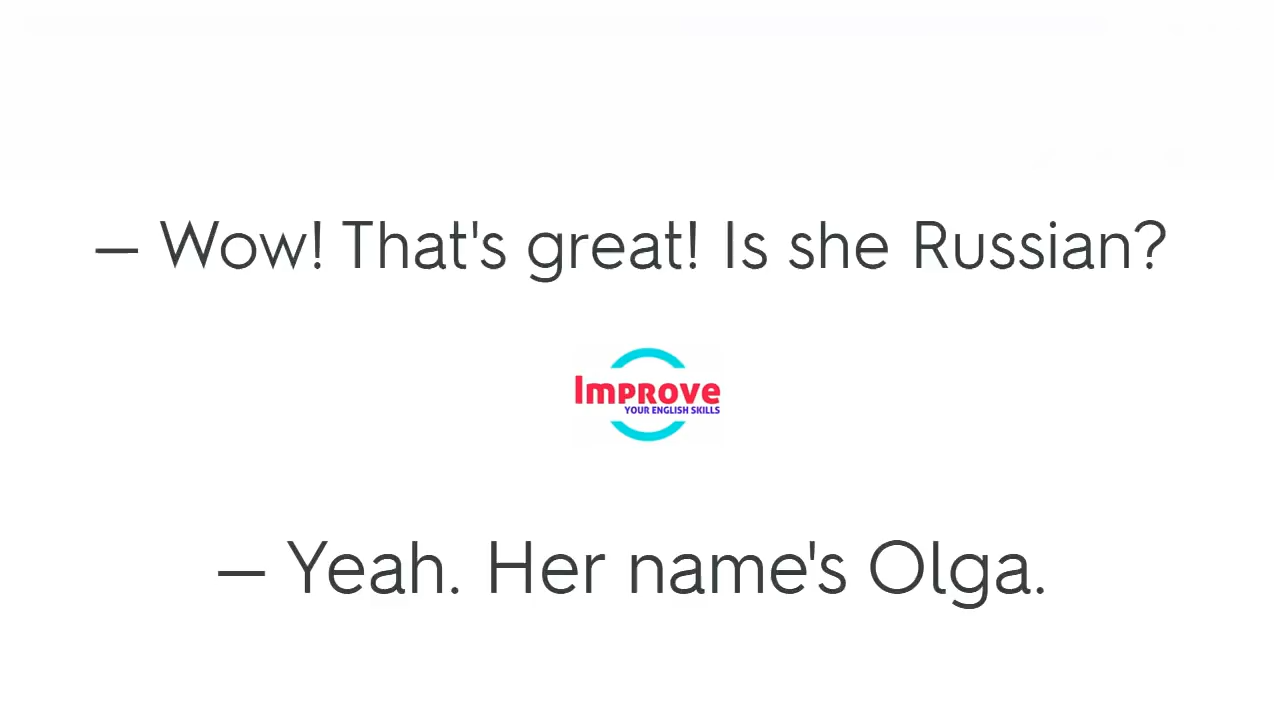 – Wow! That's great! Is she Russian?
Improve
YOUR ENGLISH SKILLS
– Yeah. Her name's Olga.